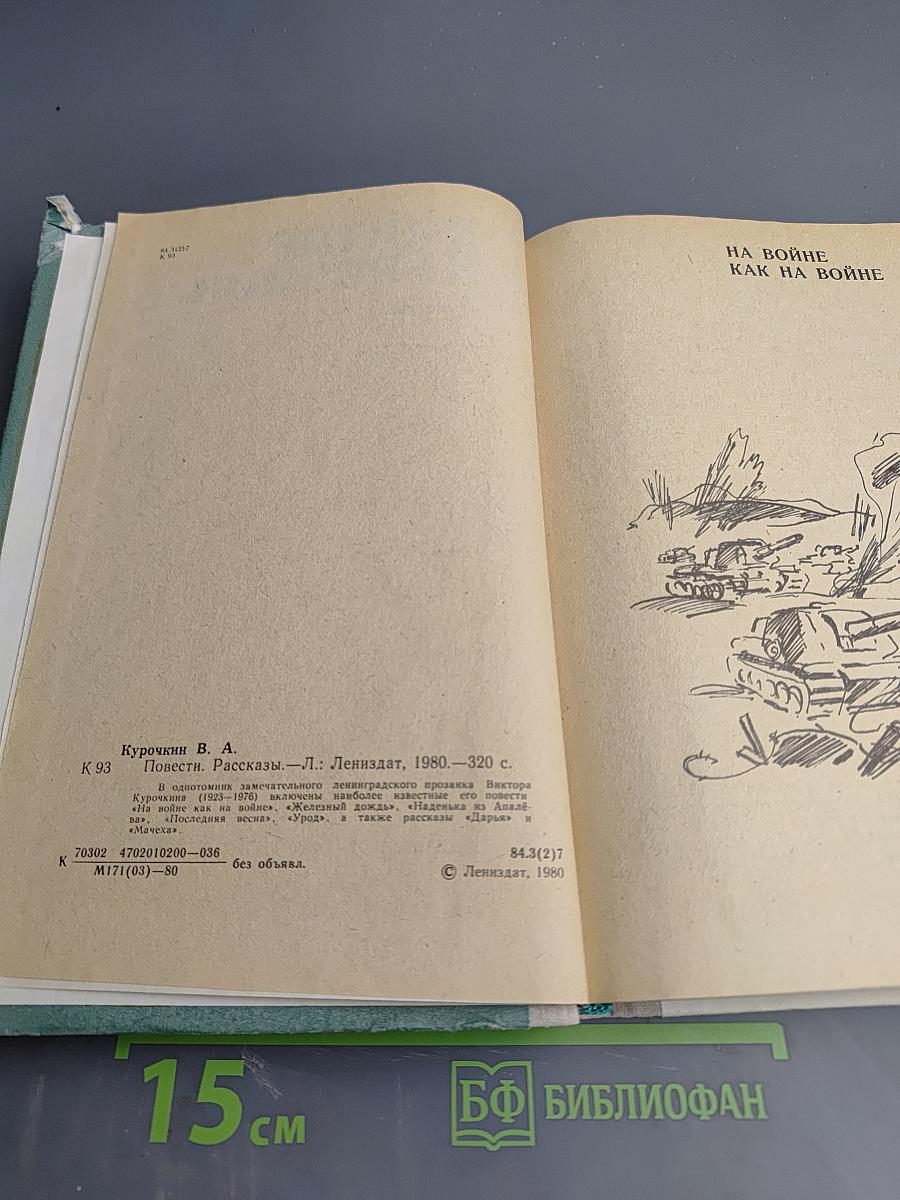 84.3(2)7
К 93
Курочкин В. А.
К 93 Повести. Рассказы.—Л.: Лениздат, 1980.—320 с.
В однотомник замечательного ленинградского прозаика Виктора
Курочкина (1923—1976) включены наиболее известные его повести
«На войне как на войне», «Железный дождь», «Наденька из Апалё-
ва», «Последняя весна», «Урод», а также рассказы «Дарья» и
«Мачеха».
К 70302 4702010200—036 без объявл.
М171(03)—80
84.3(2)7
© Лениздат, 1980
НА ВОЙНЕ
КАК НА ВОЙНЕ
15 см
БФ БИБЛИОФАН